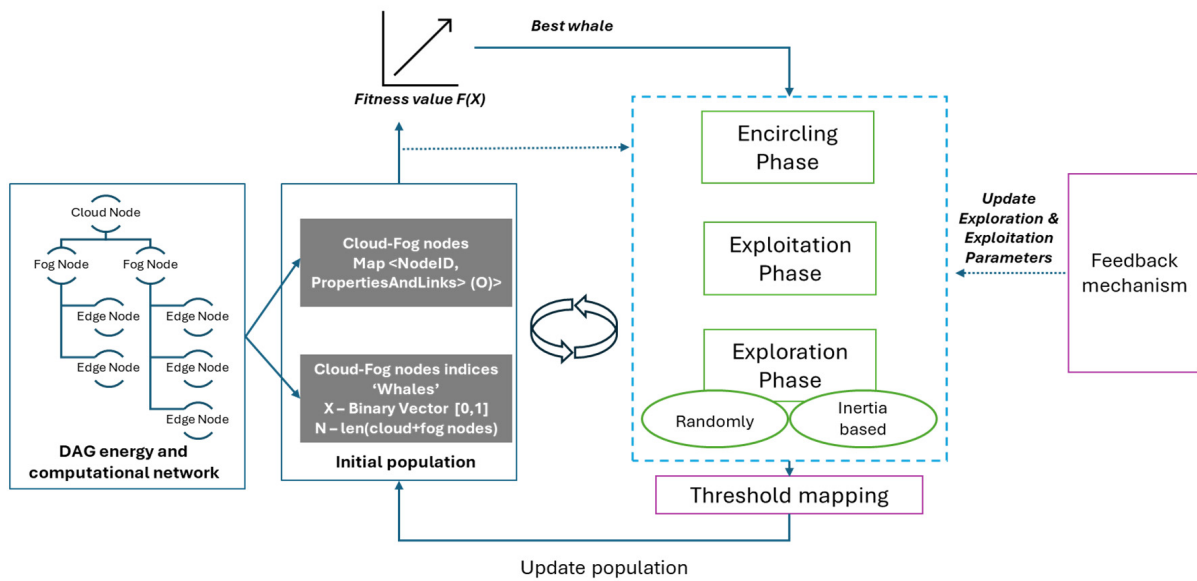 Best whale
Fitness value F(X)
Encircling
Phase
Exploitation
Phase
Exploration
Phase
Randomly
Inertia
based
Threshold mapping
Update
Exploration &
Exploitation
Parameters
Feedback
mechanism
Cloud Node
Fog Node
Fog Node
Edge Node
Edge Node
Edge Node
Edge Node
Edge Node
DAG energy and
computational network
Cloud-Fog nodes
Map <NodeID,
PropertiesAndLinks> (O)>
Cloud-Fog nodes indices
‘Whales’
X – Binary Vector [0,1]
N – len(cloud+fog nodes)
Initial population
Update population